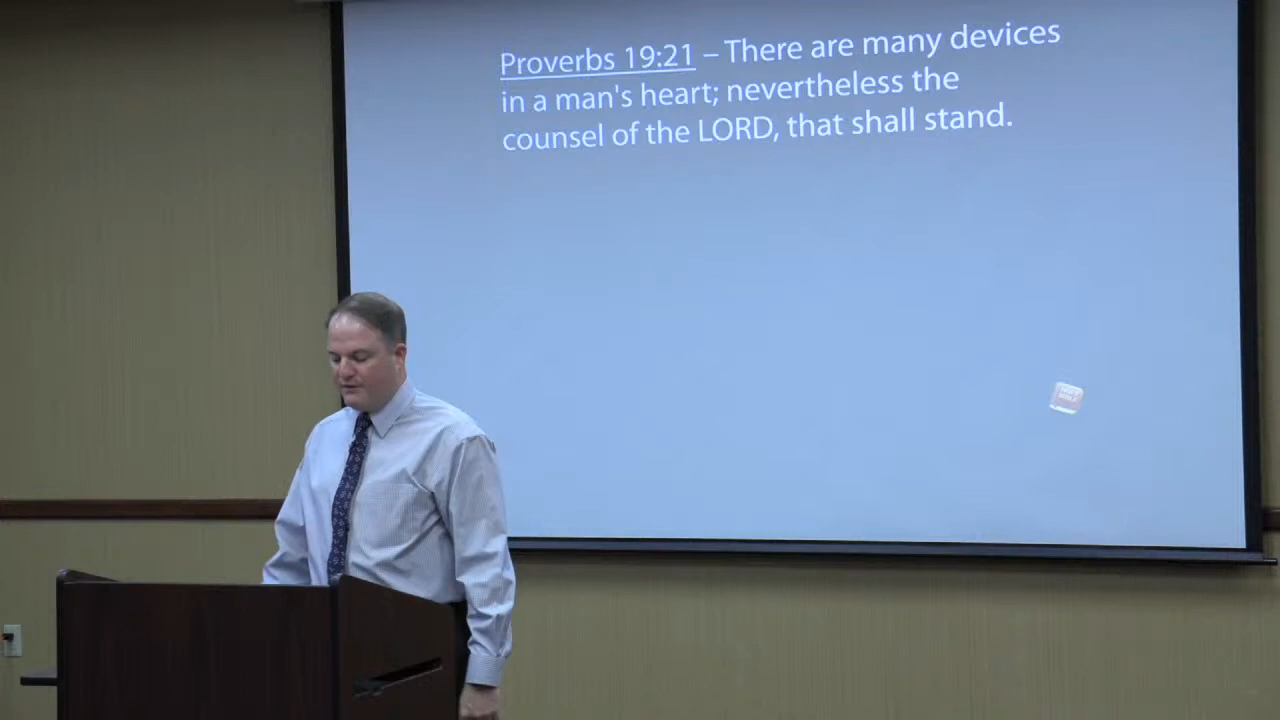 Proverbs 19:21 – There are many devices
in a man's heart; nevertheless the
counsel of the LORD, that shall stand.